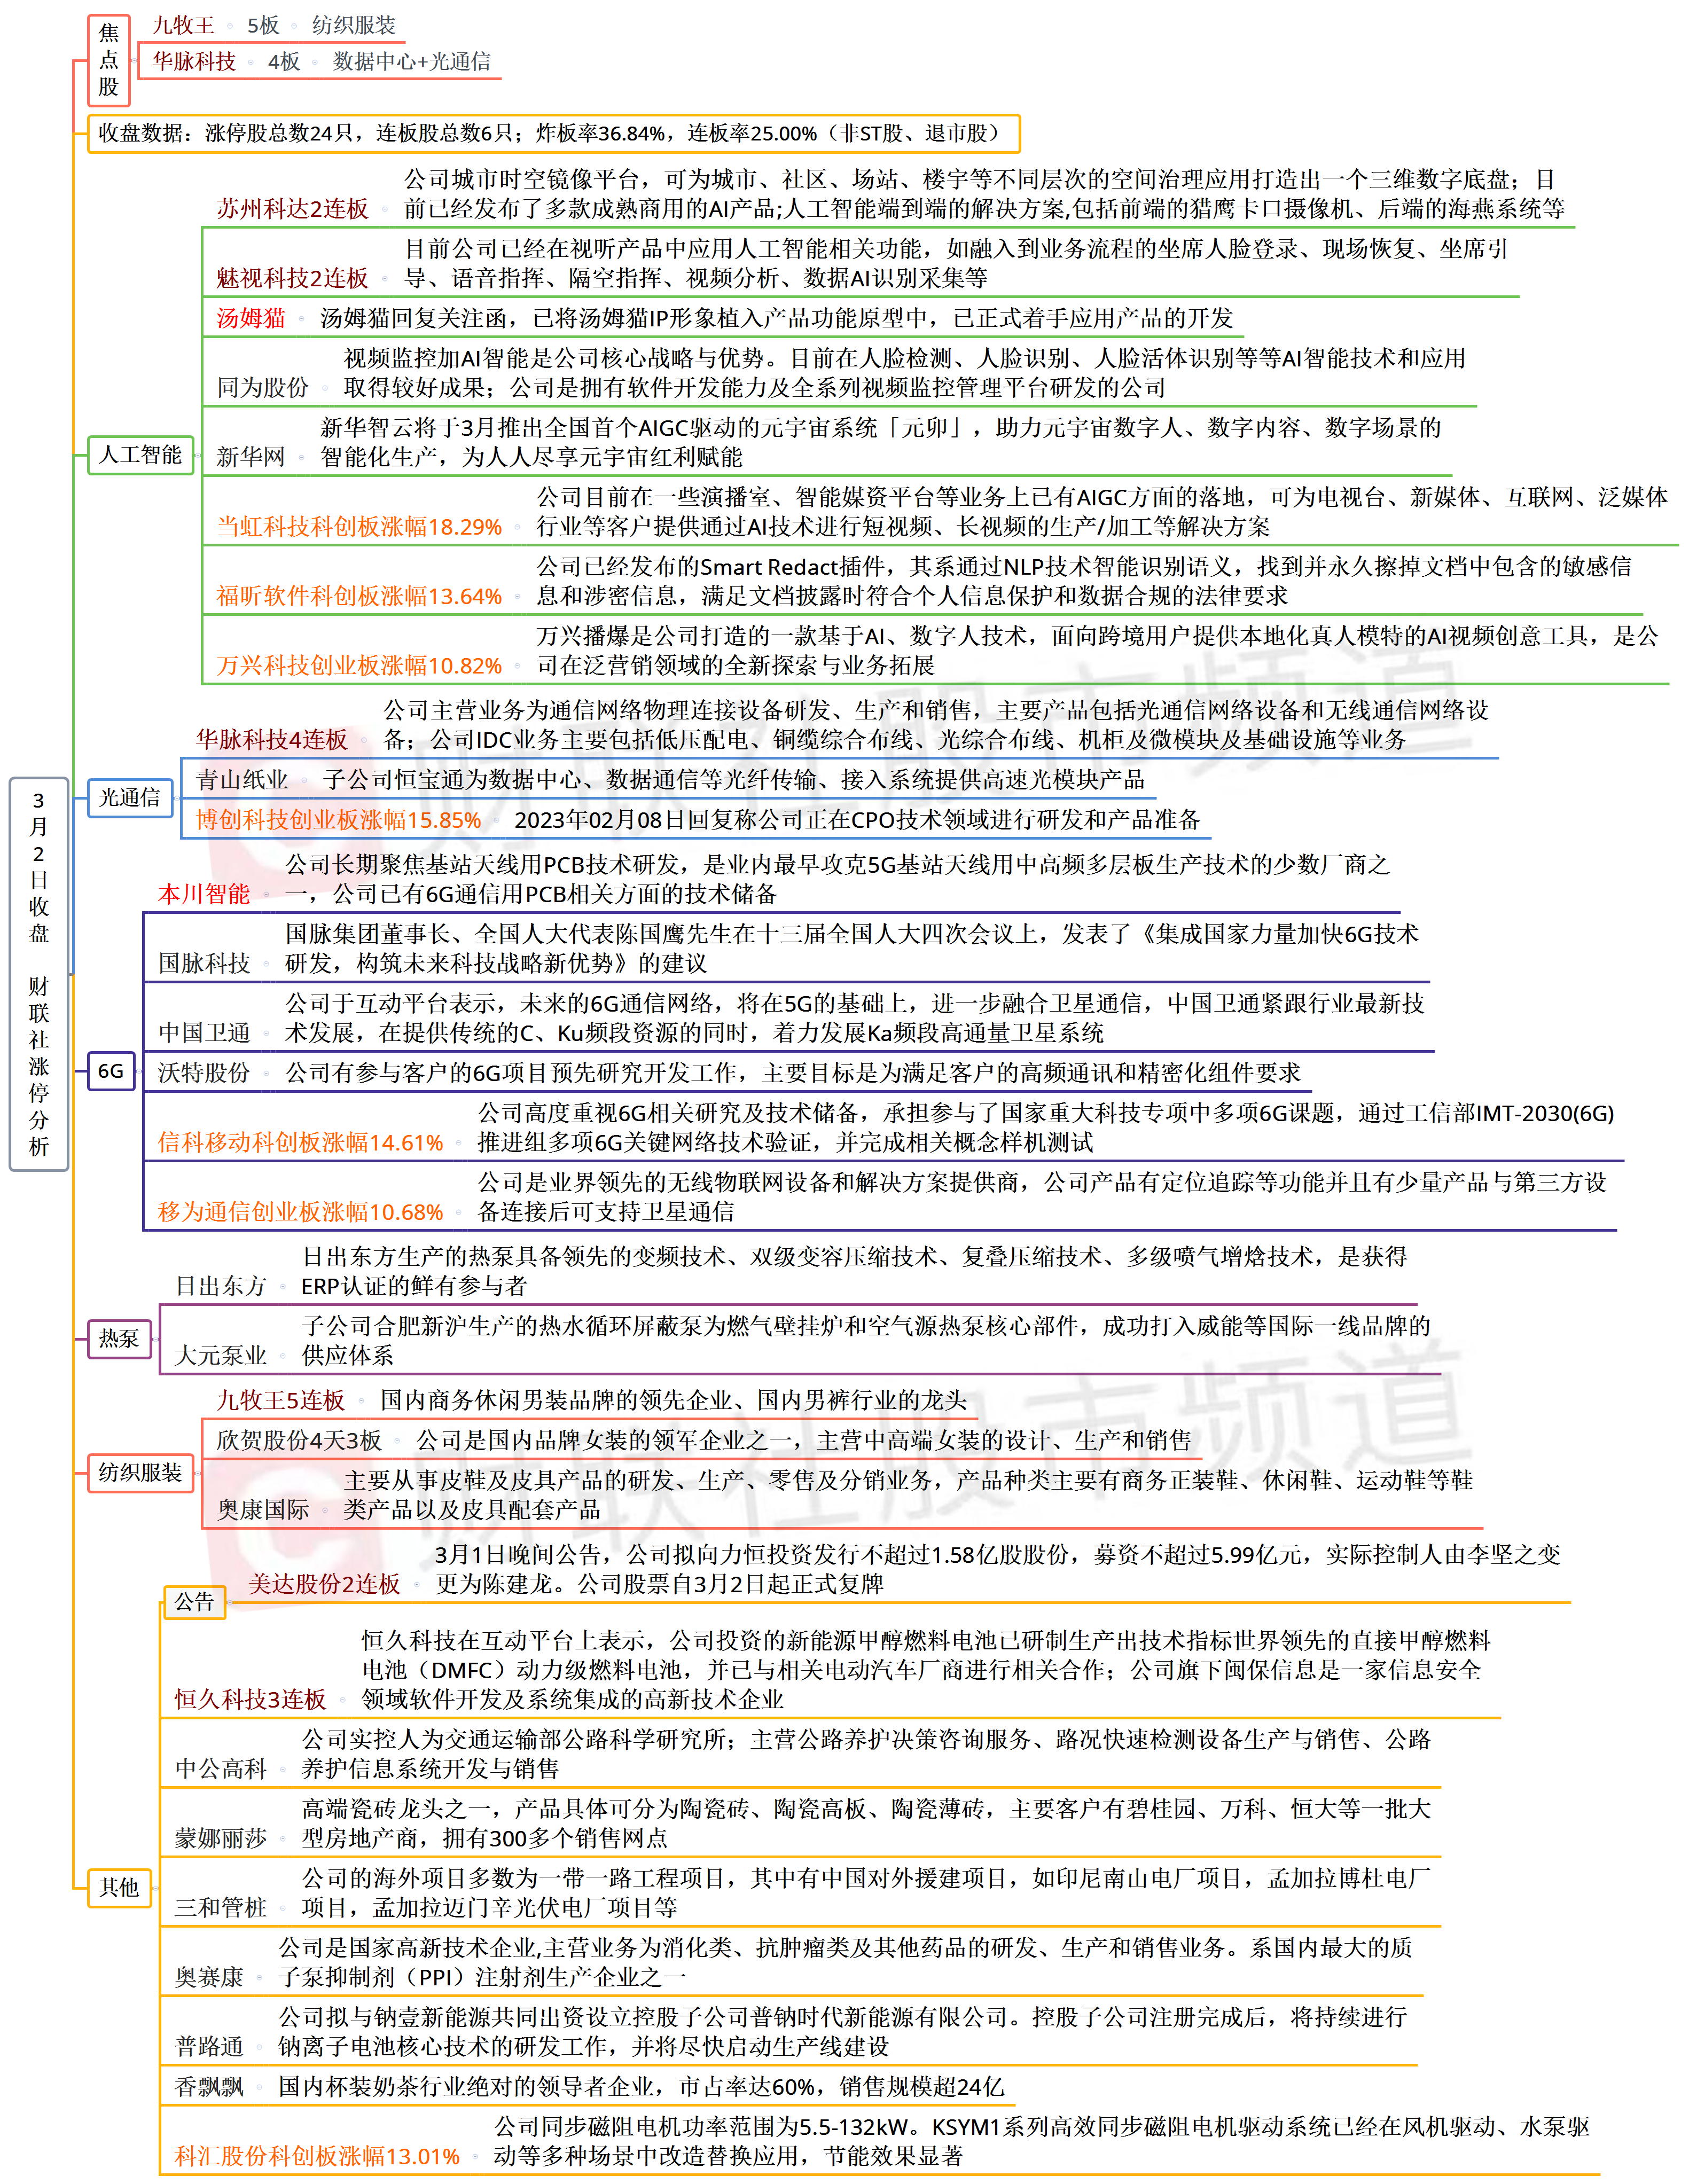 焦点股
九牧王 5板 纺织服装
华脉科技 4板 数据中心+光通信
收盘数据：涨停股总数24只，连板股总数6只；炸板率36.84%，连板率25.00%（非ST股、退市股）
3月2日收盘 财联社涨停分析
人工智能
苏州科达2连板
公司城市时空镜像平台，可为城市、社区、场站、楼宇等不同层次的空间治理应用打造出一个三维数字底盘；目
前已经发布了多款成熟商用的AI产品;人工智能端到端的解决方案,包括前端的猎鹰卡口摄像机、后端的海燕系统等
魅视科技2连板
目前公司已经在视听产品中应用人工智能相关功能，如融入到业务流程的坐席人脸登录、现场恢复、坐席引
导、语音指挥、隔空指挥、视频分析、数据AI识别采集等
汤姆猫 汤姆猫回复关注函，已将汤姆猫IP形象植入产品功能原型中，已正式着手应用产品的开发
同为股份
视频监控加AI智能是公司核心战略与优势。目前在人脸检测、人脸识别、人脸活体识别等等AI智能技术和应用
取得较好成果；公司是拥有软件开发能力及全系列视频监控管理平台研发的公司
新华网
新华智云将于3月推出全国首个AIGC驱动的元宇宙系统「元卯」，助力元宇宙数字人、数字内容、数字场景的
智能化生产，为人人尽享元宇宙红利赋能
当虹科技科创板涨幅18.29%
公司目前在一些演播室、智能媒资平台等业务上已有AIGC方面的落地，可为电视台、新媒体、互联网、泛媒体
行业等客户提供通过AI技术进行短视频、长视频的生产/加工等解决方案
福昕软件科创板涨幅13.64%
公司已经发布的Smart Redact插件，其系通过NLP技术智能识别语义，找到并永久擦掉文档中包含的敏感信
息和涉密信息，满足文档披露时符合个人信息保护和数据合规的法律要求
万兴科技创业板涨幅10.82%
万兴播爆是公司打造的一款基于AI、数字人技术，面向跨境用户提供本地化真人模特的AI视频创意工具，是公
司在泛营销领域的全新探索与业务拓展
光通信
华脉科技4连板
公司主营业务为通信网络物理连接设备研发、生产和销售，主要产品包括光通信网络设备和无线通信网络设
备；公司IDC业务主要包括低压配电、铜缆综合布线、光综合布线、机柜及微模块及基础设施等业务
青山纸业 子公司恒宝通为数据中心、数据通信等光纤传输、接入系统提供高速光模块产品
博创科技创业板涨幅15.85% 2023年02月08日回复称公司正在CPO技术领域进行研发和产品准备
财联社股市频道
6G
本川智能
公司长期聚焦基站天线用PCB技术研发，是业内最早攻克5G基站天线用中高频多层板生产技术的少数厂商之
一，公司已有6G通信用PCB相关方面的技术储备
国脉科技
国脉集团董事长、全国人大代表陈国鹰先生在十三届全国人大四次会议上，发表了《集成国家力量加快6G技术
研发，构筑未来科技战略新优势》的建议
中国卫通
公司于互动平台表示，未来的6G通信网络，将在5G的基础上，进一步融合卫星通信，中国卫通紧跟行业最新技
术发展，在提供传统的C、Ku频段资源的同时，着力发展Ka频段高通量卫星系统
沃特股份 公司有参与客户的6G项目预先研究开发工作，主要目标是为满足客户的高频通讯和精密化组件要求
信科移动科创板涨幅14.61%
公司高度重视6G相关研究及技术储备，承担参与了国家重大科技专项中多项6G课题，通过工信部IMT-2030(6G)
推进组多项6G关键网络技术验证，并完成相关概念样机测试
移为通信创业板涨幅10.68%
公司是业界领先的无线物联网设备和解决方案提供商，公司产品有定位追踪等功能并且有少量产品与第三方设
备连接后可支持卫星通信
热泵
日出东方
日出东方生产的热泵具备领先的变频技术、双级变容压缩技术、复叠压缩技术、多级喷气增焓技术，是获得
ERP认证的鲜有参与者
大元泵业
子公司合肥新沪生产的热水循环屏蔽泵为燃气壁挂炉和空气源热泵核心部件，成功打入威能等国际一线品牌的
供应体系
纺织服装
九牧王5连板 国内商务休闲男装品牌的领先企业、国内男裤行业的龙头
欣贺股份4天3板 公司是国内品牌女装的领军企业之一，主营中高端女装的设计、生产和销售
奥康国际
主要从事皮鞋及皮具产品的研发、生产、零售及分销业务，产品种类主要有商务正装鞋、休闲鞋、运动鞋等鞋
类产品以及皮具配套产品
财联社股市频道
其他
公告
美达股份2连板
3月1日晚间公告，公司拟向力恒投资发行不超过1.58亿股股份，募资不超过5.99亿元，实际控制人由李坚之变
更为陈建龙。公司股票自3月2日起正式复牌
恒久科技3连板
恒久科技在互动平台上表示，公司投资的新能源甲醇燃料电池已研制生产出技术指标世界领先的直接甲醇燃料
电池（DMFC）动力级燃料电池，并已与相关电动汽车厂商进行相关合作；公司旗下闽保信息是一家信息安全
领域软件开发及系统集成的高新技术企业
中公高科
公司实控人为交通运输部公路科学研究所；主营公路养护决策咨询服务、路况快速检测设备生产与销售、公路
养护信息系统开发与销售
蒙娜丽莎
高端瓷砖龙头之一，产品具体可分为陶瓷砖、陶瓷高板、陶瓷薄砖，主要客户有碧桂园、万科、恒大等一批大
型房地产商，拥有300多个销售网点
三和管桩
公司的海外项目多数为一带一路工程项目，其中有中国对外援建项目，如印尼南山电厂项目，孟加拉博杜电厂
项目，孟加拉迈门辛光伏电厂项目等
奥赛康
公司是国家高新技术企业,主营业务为消化类、抗肿瘤类及其他药品的研发、生产和销售业务。系国内最大的质
子泵抑制剂（PPI）注射剂生产企业之一
普路通
公司拟与钠壹新能源共同出资设立控股子公司普钠时代新能源有限公司。控股子公司注册完成后，将持续进行
钠离子电池核心技术的研发工作，并将尽快启动生产线建设
香飘飘 国内杯装奶茶行业绝对的领导者企业，市占率达60%，销售规模超24亿
科汇股份科创板涨幅13.01%
公司同步磁阻电机功率范围为5.5-132kW。KSYM1系列高效同步磁阻电机驱动系统已经在风机驱动、水泵驱
动等多种场景中改造替换应用，节能效果显著